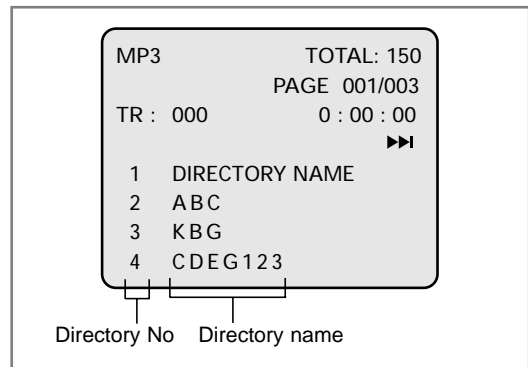 MP3 TOTAL: 150
PAGE 001/003
TR : 000 0 : 00 : 00
1 DIRECTORY NAME
2 ABC
3 KBG
4 CDEG123
Directory No Directory name